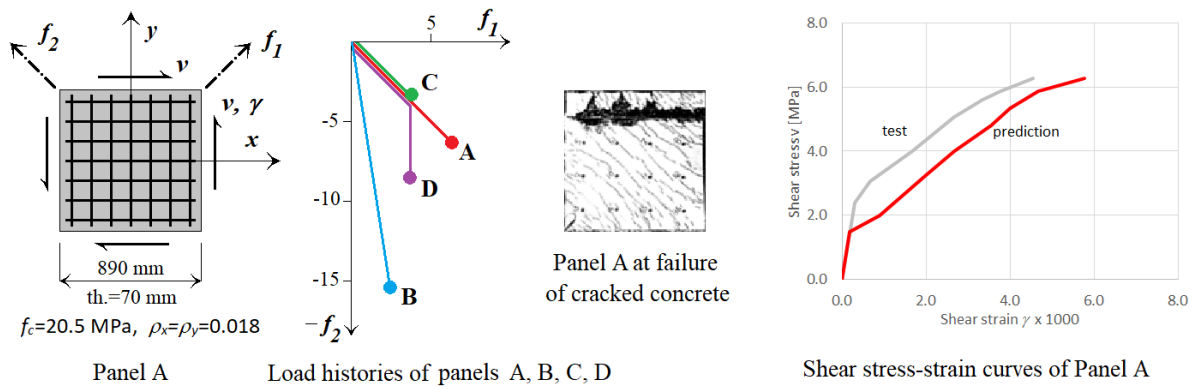 f₂
y
f₁
v
v, γ
x
890 mm
th.=70 mm
fc=20.5 MPa, ρx=ρy=0.018
Panel A
5
f₁
-5
-10
-15
C
A
D
B
−f₂
Load histories of panels A, B, C, D
Panel A at failure
of cracked concrete
Shear stress v [MPa]
8.0
6.0
4.0
2.0
0.0
test
prediction
0.0 2.0 4.0 6.0 8.0
Shear strain γ x 1000
Shear stress-strain curves of Panel A